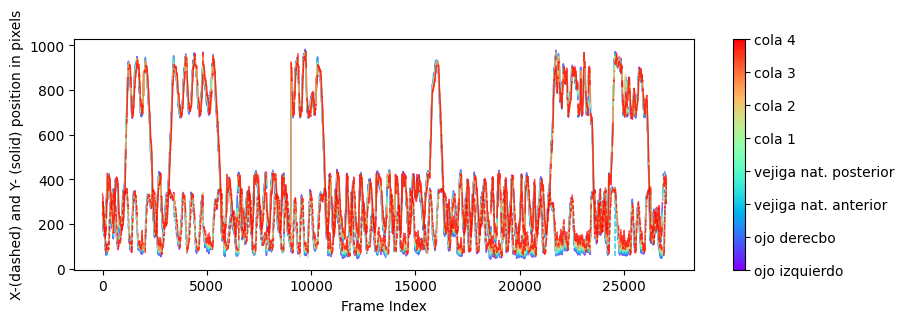 X-(dashed) and Y- (solid) position in pixels
1000
800
600
400
200
0
0 5000 10000 15000 20000 25000
Frame Index
cola 4
cola 3
cola 2
cola 1
vejiga nat. posterior
vejiga nat. anterior
ojo derecbo
ojo izquierdo